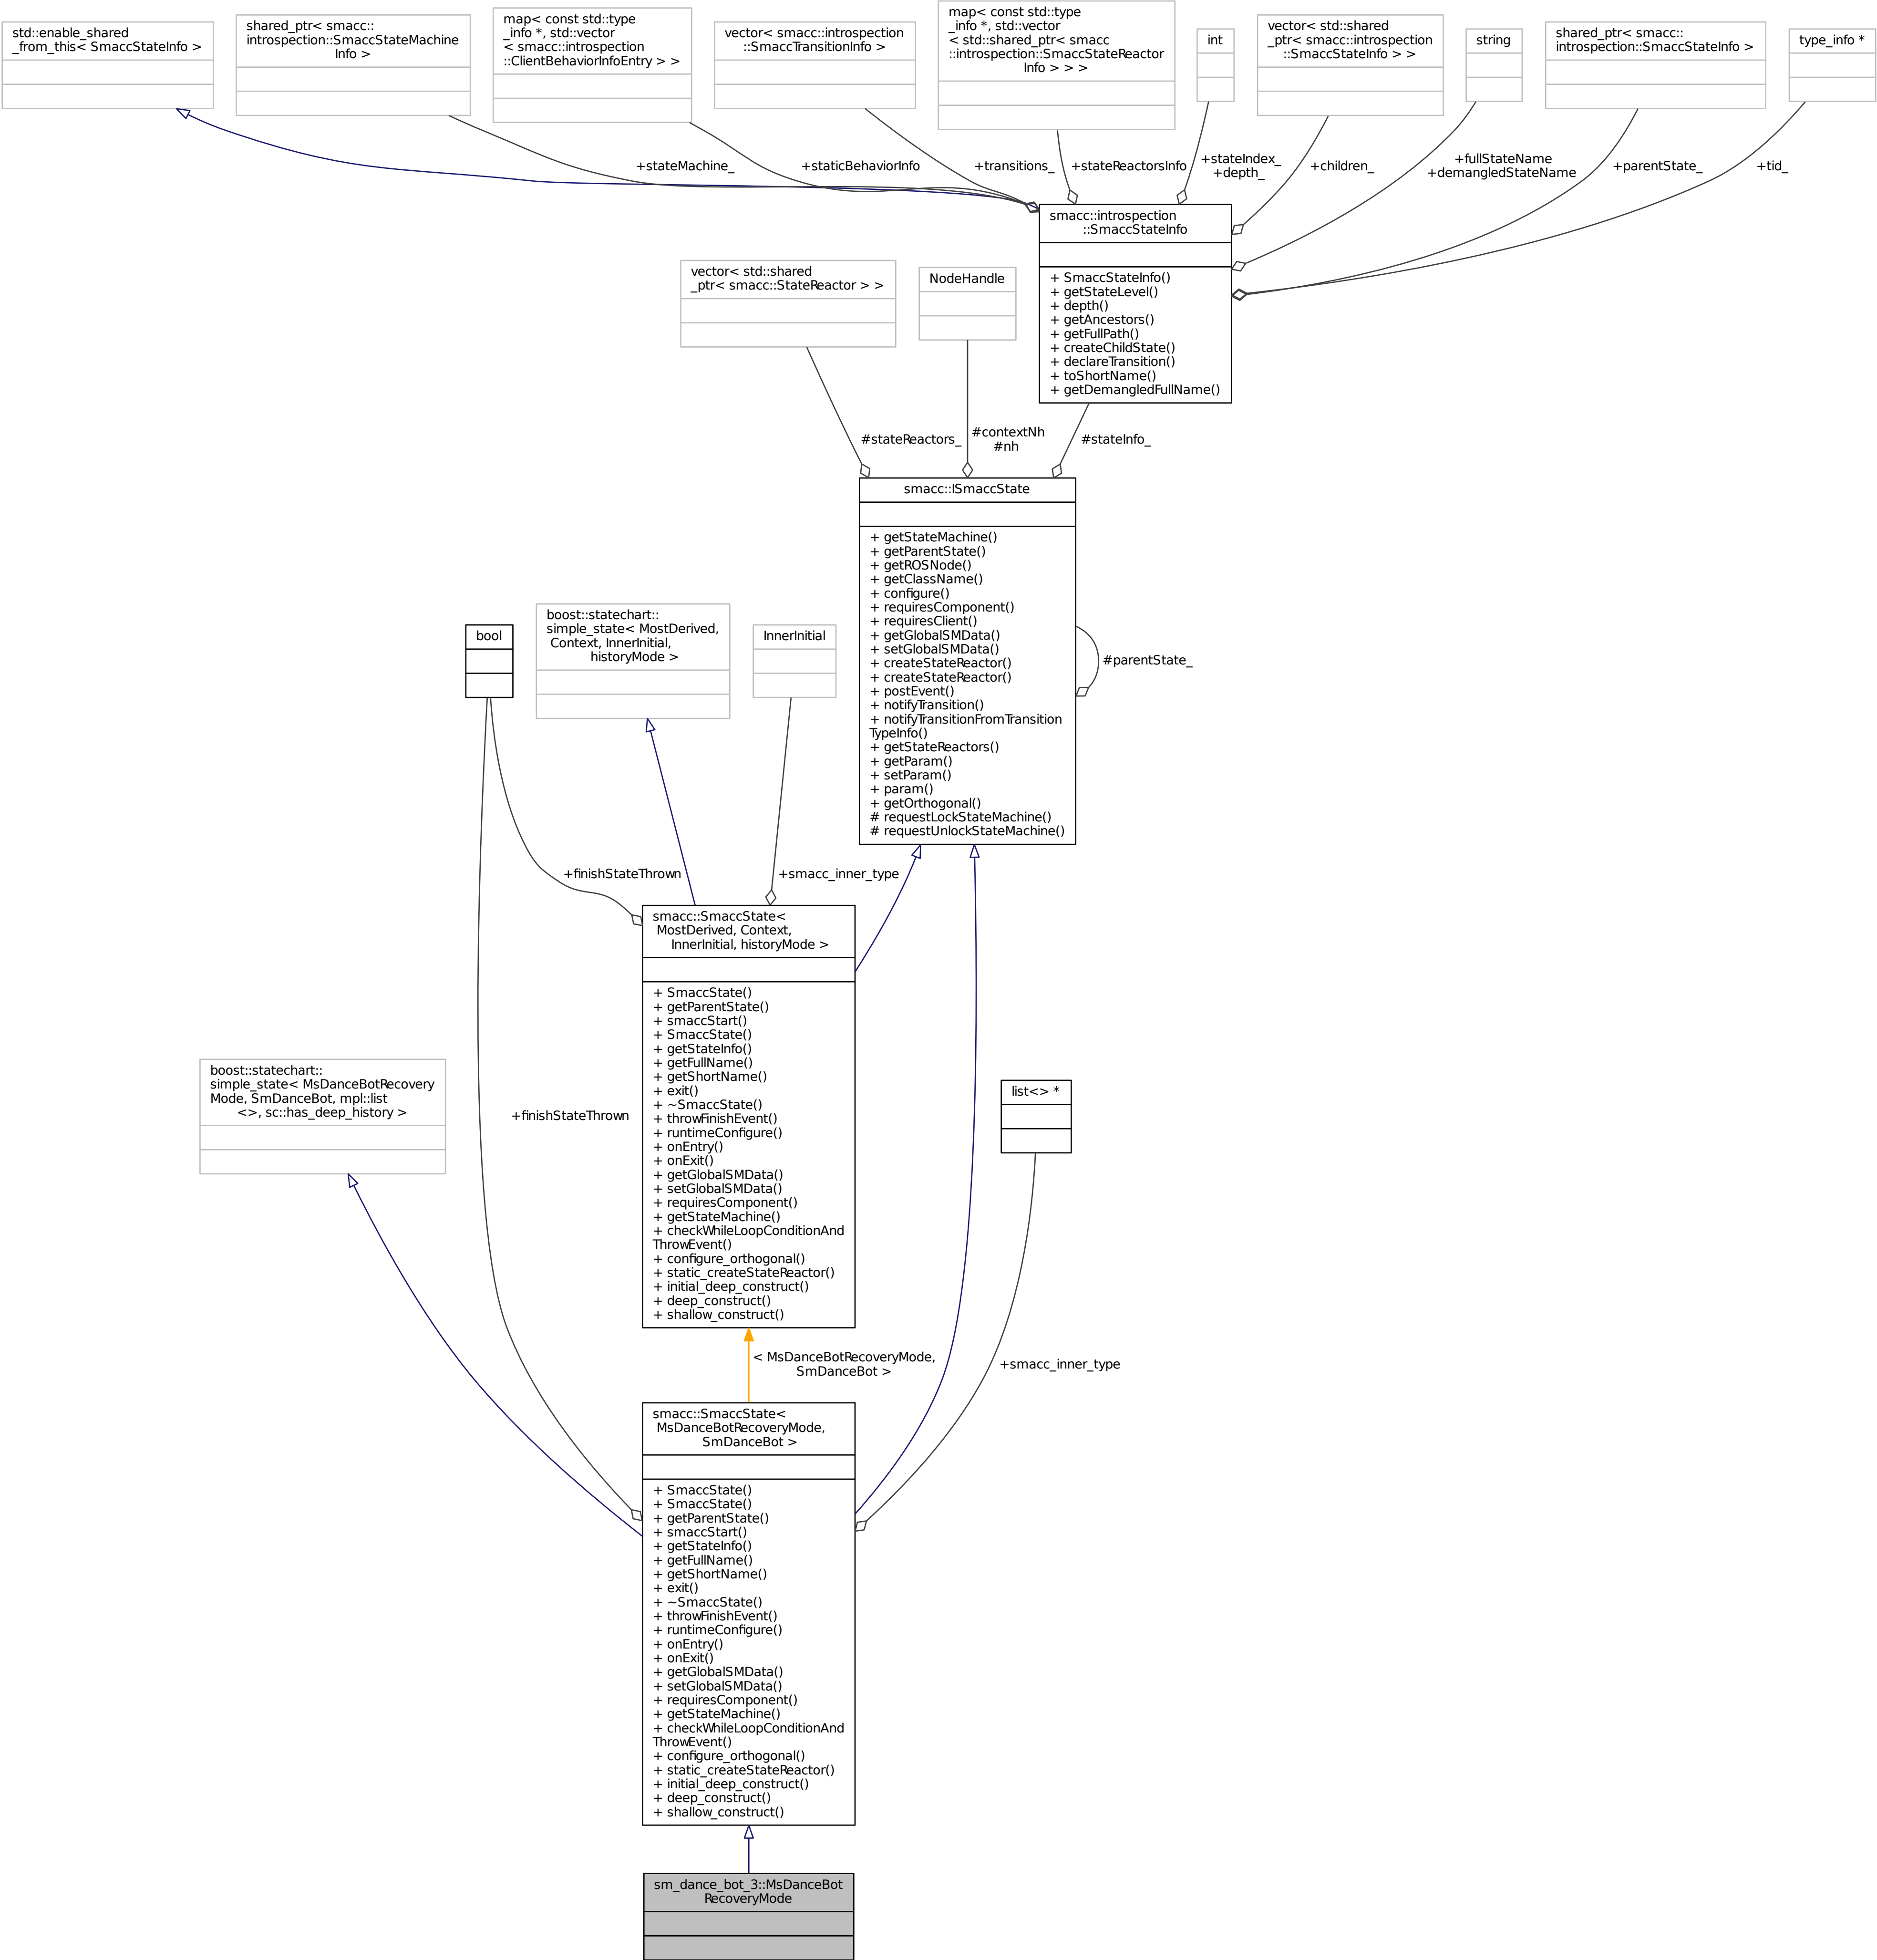 std::enable_shared
_from_this< SmaccStateInfo >
shared_ptr< smacc::
introspection::SmaccStateMachine
Info >
map< const std::type
_info *, std::vector
< smacc::introspection
::ClientBehaviorInfoEntry > >
vector< smacc::introspection
::SmaccTransitionInfo >
map< const std::type
_info *, std::vector
< std::shared_ptr< smacc
::introspection::SmaccStateReactor
Info > > >
int
vector< std::shared
_ptr< smacc::introspection
::SmaccStateInfo > >
string
shared_ptr< smacc::
introspection::SmaccStateInfo >
type_info *
+stateMachine_
+staticBehaviorInfo
+transitions_
+stateReactorsInfo
+stateIndex_
+depth_
+children_
+fullStateName
+demangledStateName
+parentState_
+tid_
smacc::introspection
::SmaccStateInfo
+ SmaccStateInfo()
+ getStateLevel()
+ depth()
+ getAncestors()
+ getFullPath()
+ createChildState()
+ declareTransition()
+ toShortName()
+ getDemangledFullName()
vector< std::shared
_ptr< smacc::StateReactor > >
NodeHandle
#stateReactors_
#contextNh
#nh
#stateInfo_
smacc::ISmaccState
+ getStateMachine()
+ getParentState()
+ getROSNode()
+ getClassName()
+ configure()
+ requiresComponent()
+ requiresClient()
+ getGlobalSMData()
+ setGlobalSMData()
+ createStateReactor()
+ createStateReactor()
+ postEvent()
+ notifyTransition()
+ notifyTransitionFromTransition
TypeInfo()
+ getStateReactors()
+ getParam()
+ setParam()
+ param()
+ getOrthogonal()
# requestLockStateMachine()
# requestUnlockStateMachine()
#parentState_
bool
boost::statechart::
simple_state< MostDerived,
Context, InnerInitial,
historyMode >
InnerInitial
+finishStateThrown
+smacc_inner_type
smacc::SmaccState<
MostDerived, Context,
InnerInitial, historyMode >
+ SmaccState()
+ getParentState()
+ smaccStart()
+ SmaccState()
+ getStateInfo()
+ getFullName()
+ getShortName()
+ exit()
+ ~SmaccState()
+ throwFinishEvent()
+ runtimeConfigure()
+ onEntry()
+ onExit()
+ getGlobalSMData()
+ setGlobalSMData()
+ requiresComponent()
+ getStateMachine()
+ checkWhileLoopConditionAnd
ThrowEvent()
+ configure_orthogonal()
+ static_createStateReactor()
+ initial_deep_construct()
+ deep_construct()
+ shallow_construct()
boost::statechart::
simple_state< MsDanceBotRecovery
Mode, SmDanceBot, mpl::list
<>, sc::has_deep_history >
+finishStateThrown
list<> *
< MsDanceBotRecoveryMode,
SmDanceBot >
+smacc_inner_type
smacc::SmaccState<
MsDanceBotRecoveryMode,
SmDanceBot >
+ SmaccState()
+ SmaccState()
+ getParentState()
+ smaccStart()
+ getStateInfo()
+ getFullName()
+ getShortName()
+ exit()
+ ~SmaccState()
+ throwFinishEvent()
+ runtimeConfigure()
+ onEntry()
+ onExit()
+ getGlobalSMData()
+ setGlobalSMData()
+ requiresComponent()
+ getStateMachine()
+ checkWhileLoopConditionAnd
ThrowEvent()
+ configure_orthogonal()
+ static_createStateReactor()
+ initial_deep_construct()
+ deep_construct()
+ shallow_construct()
sm_dance_bot_3::MsDanceBot
RecoveryMode